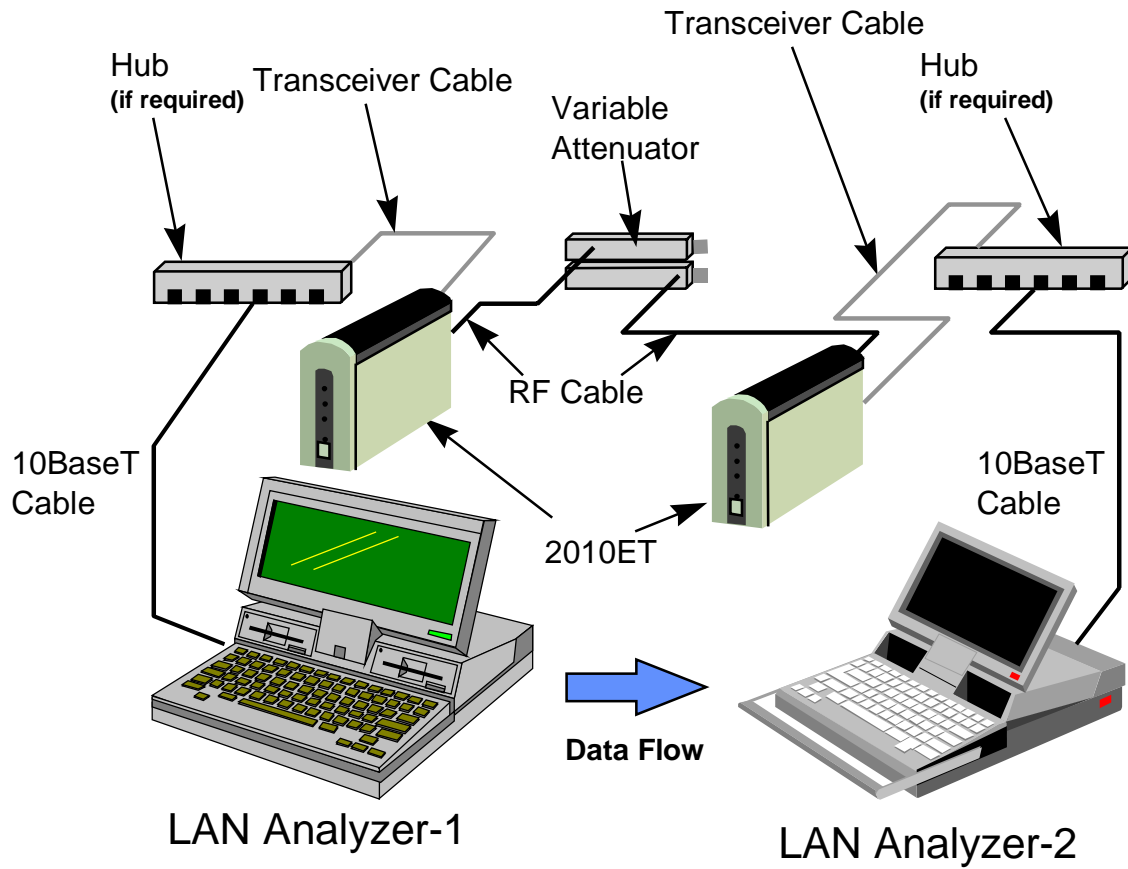 Transceiver Cable
Hub
(if required)
Transceiver Cable
Variable
Attenuator
Hub
(if required)
RF Cable
10BaseT
Cable
10BaseT
Cable
2010ET
Data Flow
LAN Analyzer-1
LAN Analyzer-2